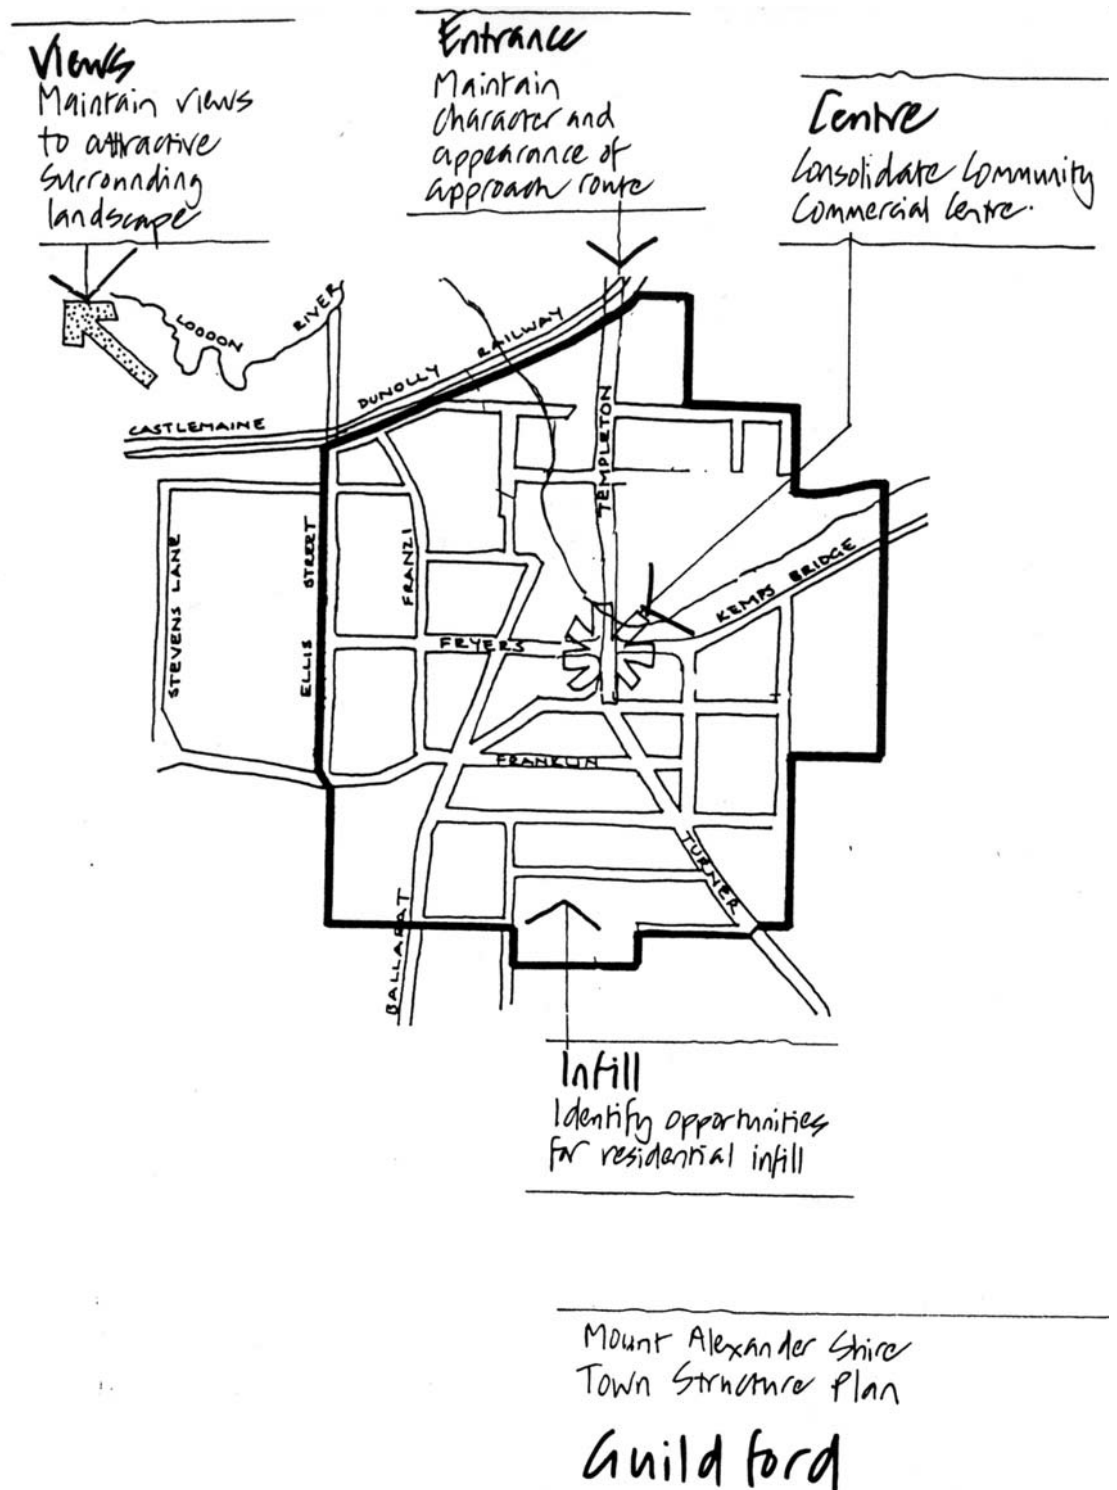 Views
Maintain views
to attractive
surrounding
landscape
Entrance
Maintain
character and
appearance of
approach route
Centre
Consolidate Community
Commercial Centre.
LODDON RIVER
CASTLEMAINE DUNOLLY RAILWAY
TEMPLETON
STEVENS LANE
ELLIS STREET
FRANZI
FRYERS
KEMPS BRIDGE
FRANKLIN
TURNER
BALLARAT
Infill
Identify opportunities
for residential infill
Mount Alexander Shire
Town Structure Plan
Guildford